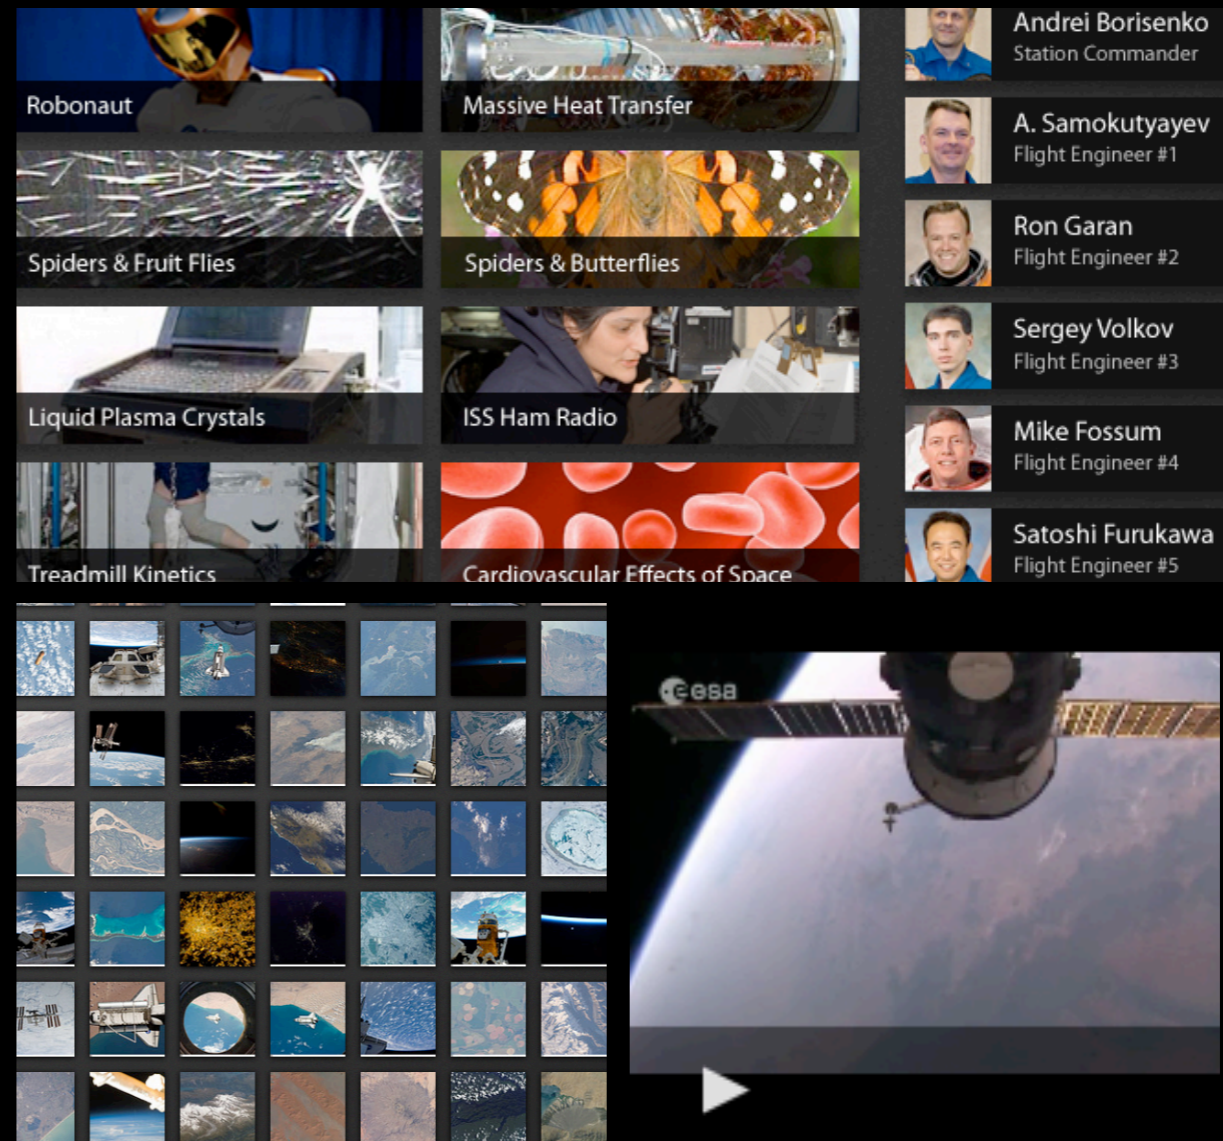 Robonaut
Massive Heat Transfer
Spiders & Fruit Flies
Spiders & Butterflies
Liquid Plasma Crystals
ISS Ham Radio
Treadmill Kinetics
Cardiovascular Effects of Space
Andrei Borisenko
Station Commander
A. Samokutyayev
Flight Engineer #1
Ron Garan
Flight Engineer #2
Sergey Volkov
Flight Engineer #3
Mike Fossum
Flight Engineer #4
Satoshi Furukawa
Flight Engineer #5
esa